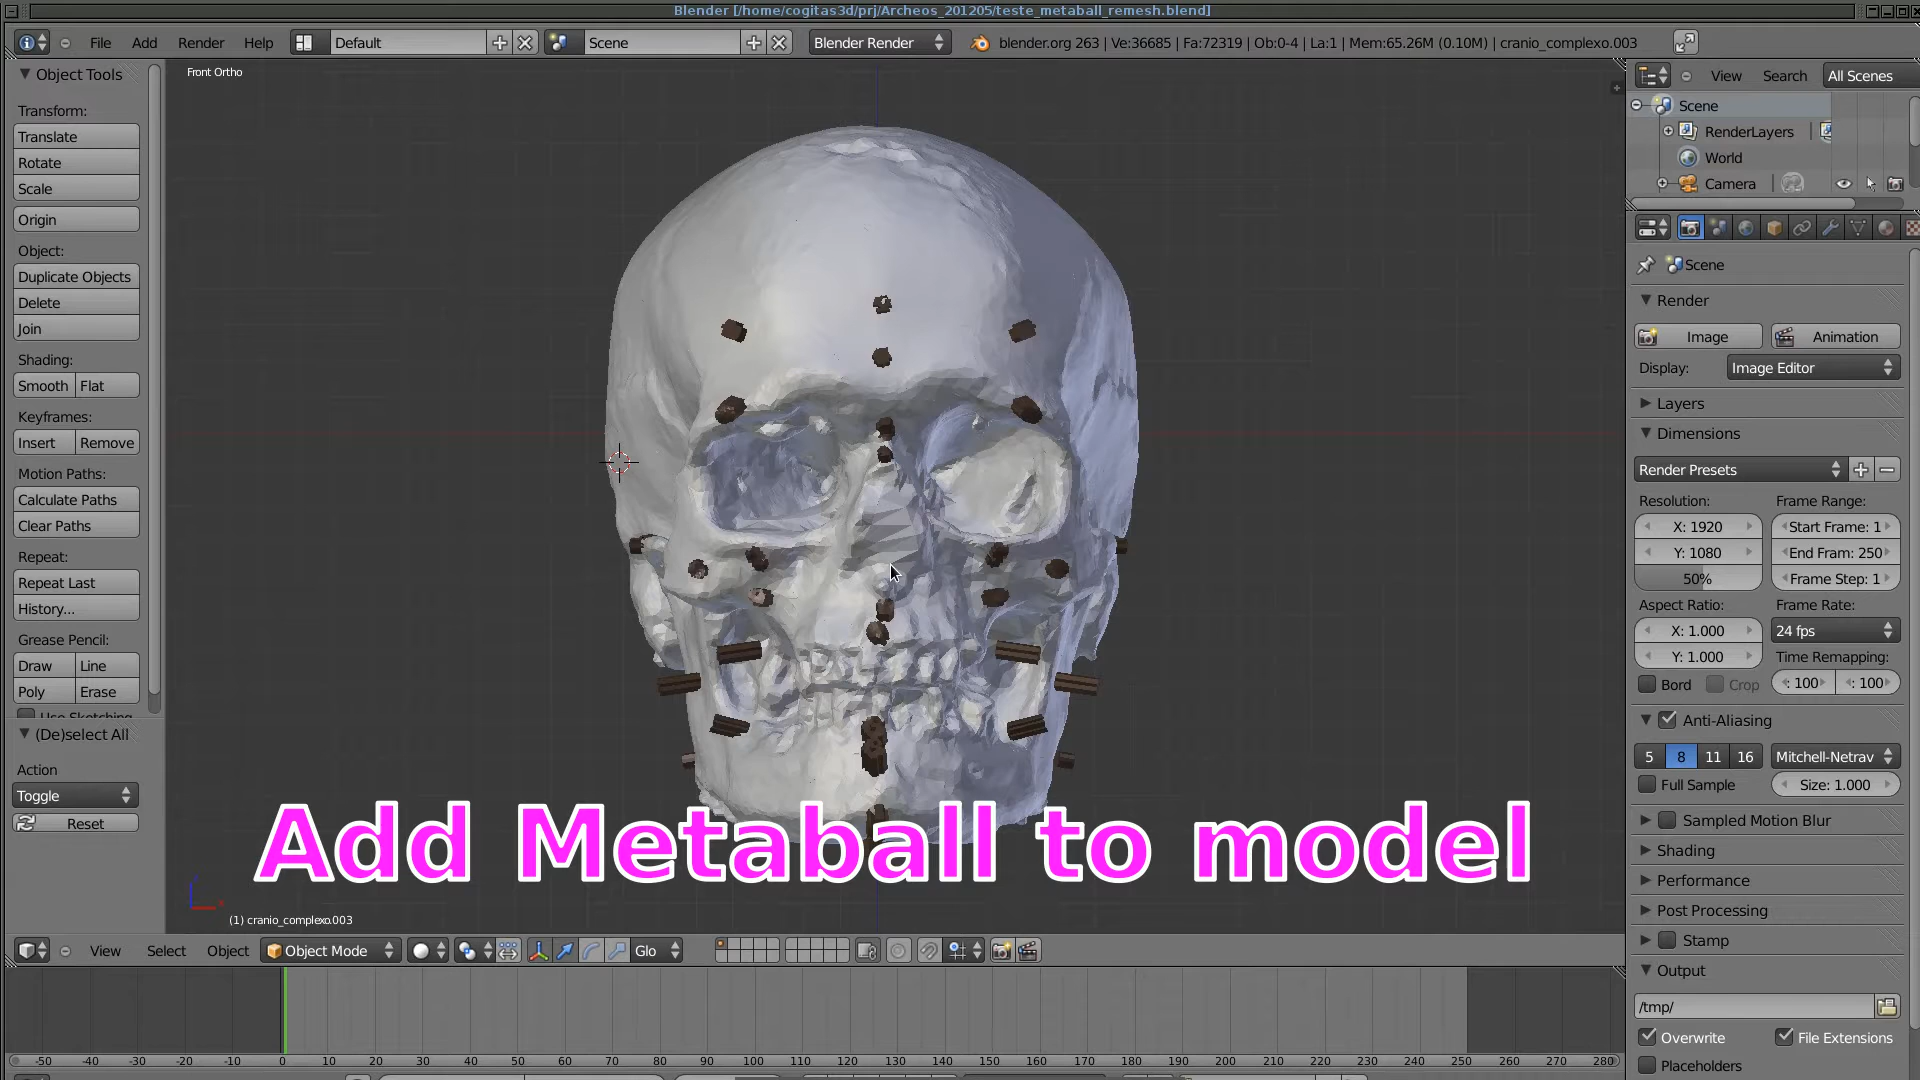 Blender [/home/cogitas3d/prj/Archeos_201205/teste_metaball_remesh.blend]
File Add Render Help Default Scene Blender Render blender.org 263 | Ve:36685 | Fa:72319 | Ob:0-4 | La:1 | Mem:65.26M (0.10M) | cranio_complexo.003
Object Tools
Transform:
Translate
Rotate
Scale
Origin
Object:
Duplicate Objects
Delete
Join
Shading:
Smooth Flat
Keyframes:
Insert Remove
Motion Paths:
Calculate Paths
Clear Paths
Repeat:
Repeat Last
History...
Grease Pencil:
Draw Line
Poly Erase
Use Sketching
(De)select All
Action
Toggle
Reset
Front Ortho
Add Metaball to model
(1) cranio_complexo.003
View Select Object Object Mode Glo
-50 -40 -30 -20 -10 0 10 20 30 40 50 60 70 80 90 100 110 120 130 140 150 160 170 180 190 200 210 220 230 240 250 260 270 280
View Search All Scenes
Scene
RenderLayers
World
Camera
Scene
Render
Image Animation
Display: Image Editor
Layers
Dimensions
Render Presets
Resolution: Frame Range:
X: 1920 Start Frame: 1
Y: 1080 End Fram: 250
50% Frame Step: 1
Aspect Ratio: Frame Rate:
X: 1.000 24 fps
Y: 1.000 Time Remapping:
Bord Crop : 100 : 100
Anti-Aliasing
5 8 11 16 Mitchell-Netrav
Full Sample Size: 1.000
Sampled Motion Blur
Shading
Performance
Post Processing
Stamp
Output
/tmp/
Overwrite File Extensions
Placeholders